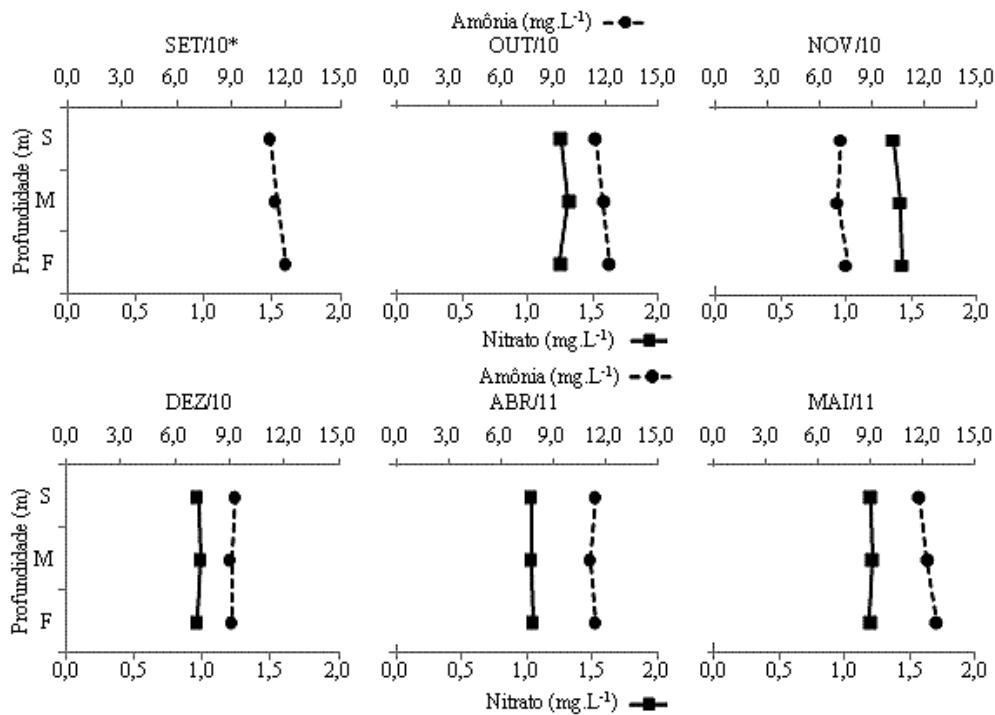 Amônia (mg.L-1)
SET/10* OUT/10 NOV/10
0,0 3,0 6,0 9,0 12,0 15,0 0,0 3,0 6,0 9,0 12,0 15,0 0,0 3,0 6,0 9,0 12,0 15,0
Profundidade (m)
S
M
F
0,0 0,5 1,0 1,5 2,0 0,0 0,5 1,0 1,5 2,0 0,0 0,5 1,0 1,5 2,0
Nitrato (mg.L-1)
Amônia (mg.L-1)
DEZ/10 ABR/11 MAI/11
0,0 3,0 6,0 9,0 12,0 15,0 0,0 3,0 6,0 9,0 12,0 15,0 0,0 3,0 6,0 9,0 12,0 15,0
Profundidade (m)
S
M
F
0,0 0,5 1,0 1,5 2,0 0,0 0,5 1,0 1,5 2,0 0,0 0,5 1,0 1,5 2,0
Nitrato (mg.L-1)